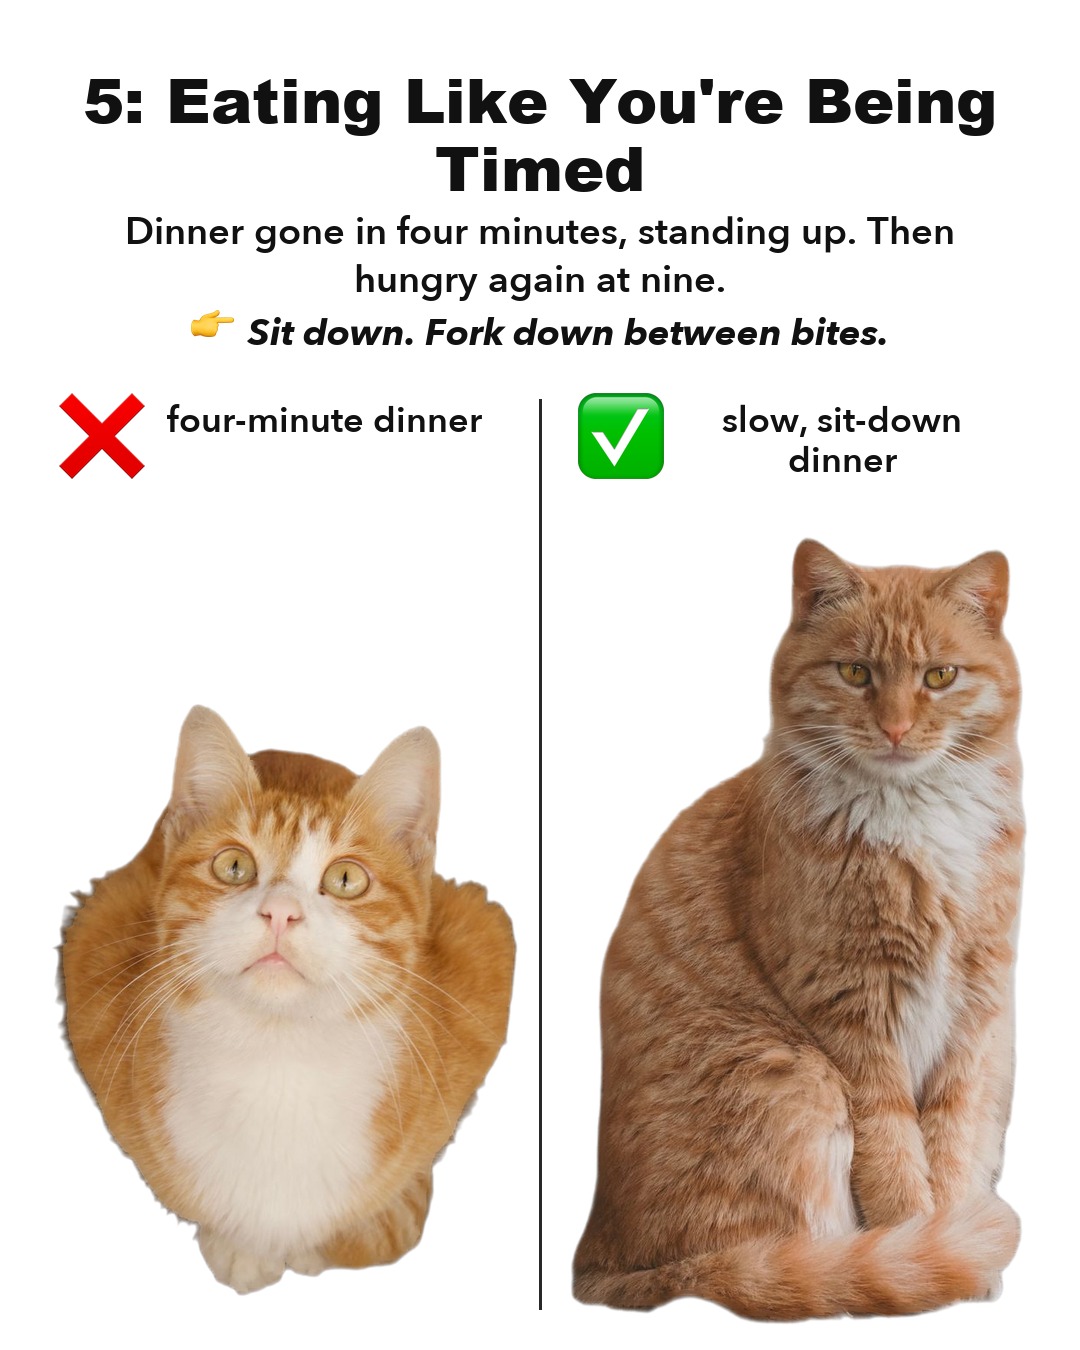 5: Eating Like You're Being
Timed
Dinner gone in four minutes, standing up. Then
hungry again at nine.
👉 Sit down. Fork down between bites.
❌ four-minute dinner
✅ slow, sit-down
dinner